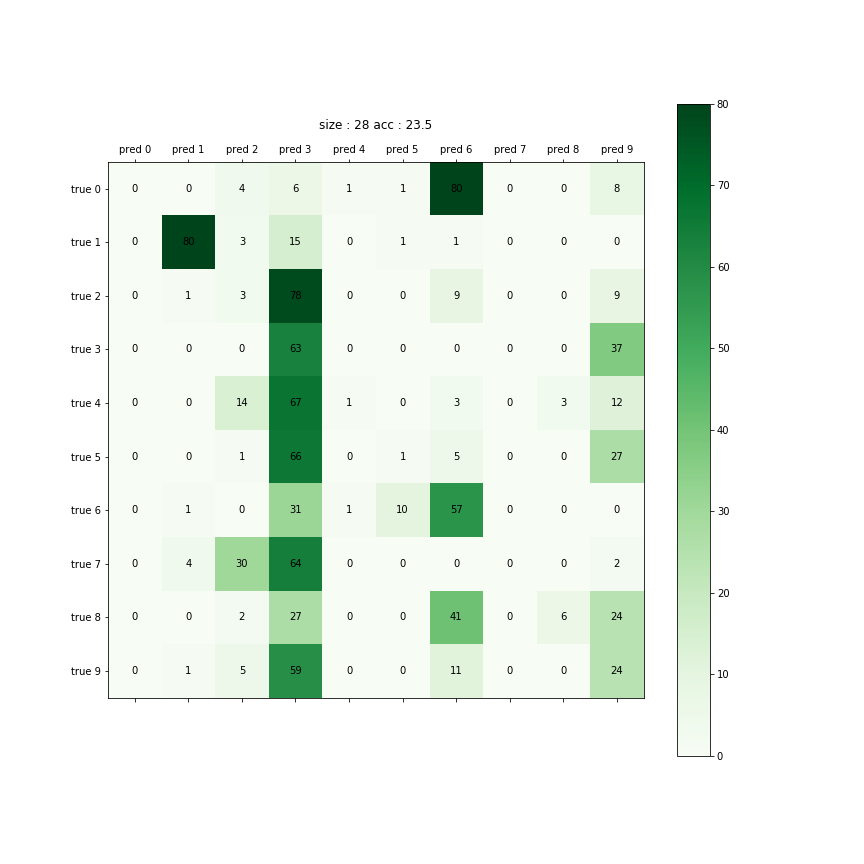 size : 28 acc : 23.5
pred 0 pred 1 pred 2 pred 3 pred 4 pred 5 pred 6 pred 7 pred 8 pred 9
true 0 0 0 4 6 1 1 80 0 0 8
true 1 0 80 3 15 0 1 1 0 0 0
true 2 0 1 3 78 0 0 9 0 0 9
true 3 0 0 0 63 0 0 0 0 0 37
true 4 0 0 14 67 1 0 3 0 3 12
true 5 0 0 1 66 0 1 5 0 0 27
true 6 0 1 0 31 1 10 57 0 0 0
true 7 0 4 30 64 0 0 0 0 0 2
true 8 0 0 2 27 0 0 41 0 6 24
true 9 0 1 5 59 0 0 11 0 0 24
80
70
60
50
40
30
20
10
0